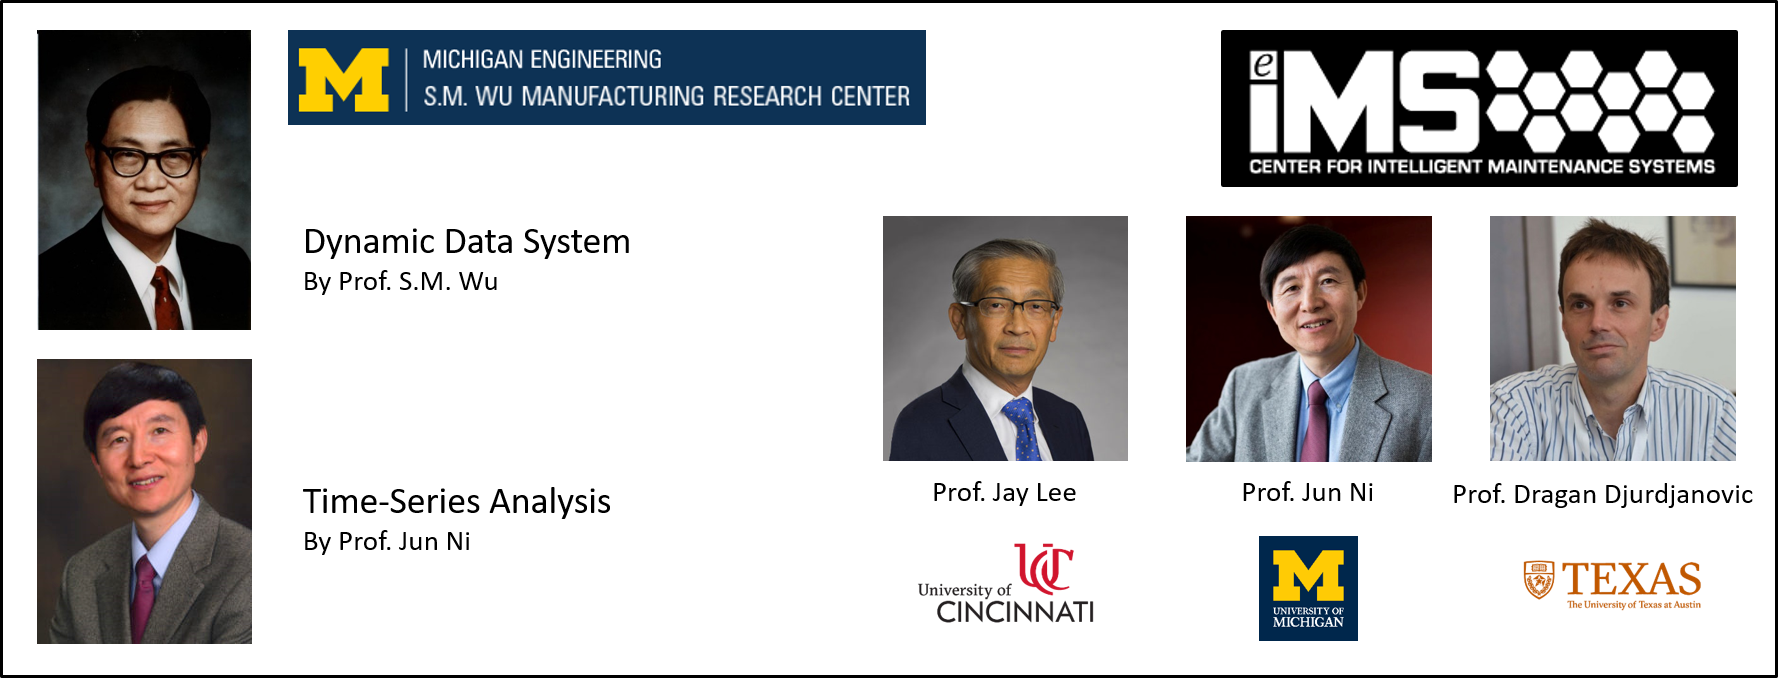 M
MICHIGAN ENGINEERING
S.M. WU MANUFACTURING RESEARCH CENTER
Dynamic Data System
By Prof. S.M. Wu
Time-Series Analysis
By Prof. Jun Ni
e
iMS
CENTER FOR INTELLIGENT MAINTENANCE SYSTEMS
Prof. Jay Lee
Prof. Jun Ni
Prof. Dragan Djurdjanovic
UC
University of
CINCINNATI
M
UNIVERSITY OF
MICHIGAN
TEXAS
The University of Texas at Austin